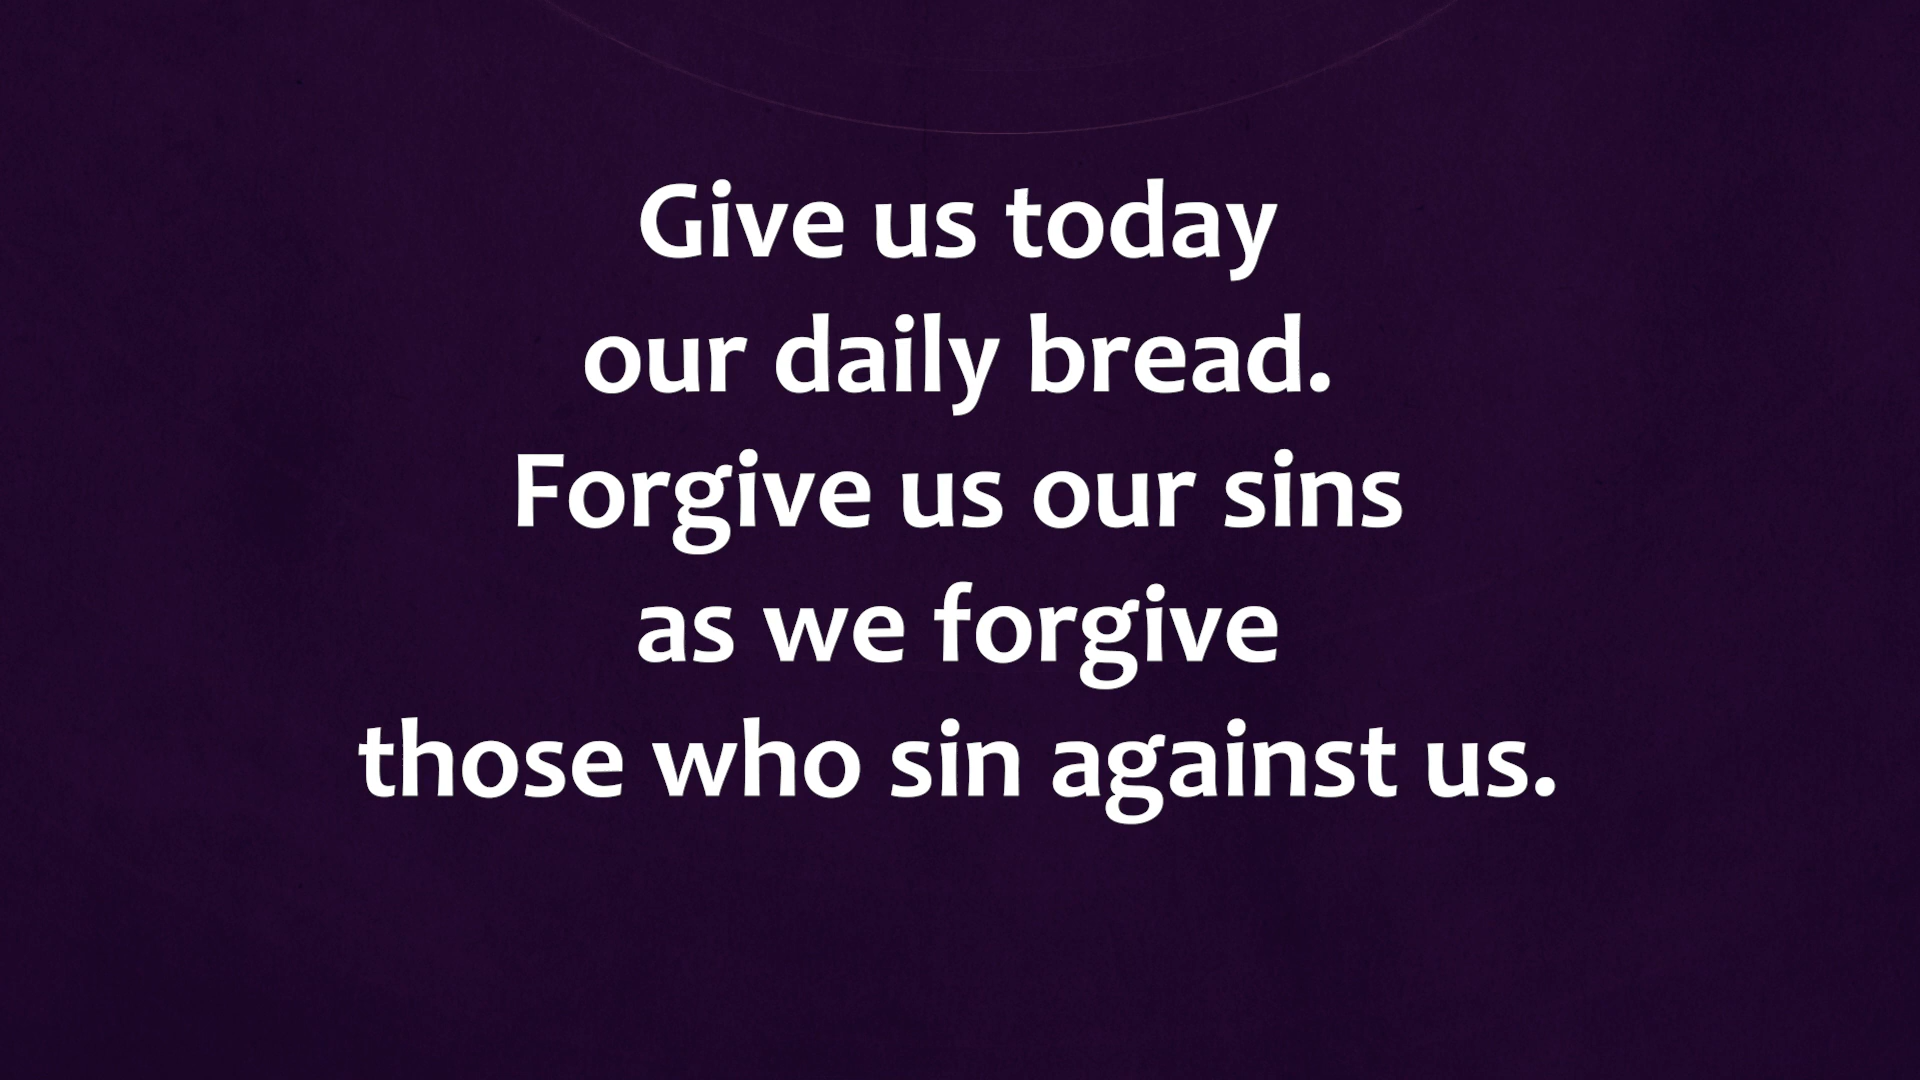 Give us today
our daily bread.
Forgive us our sins
as we forgive
those who sin against us.